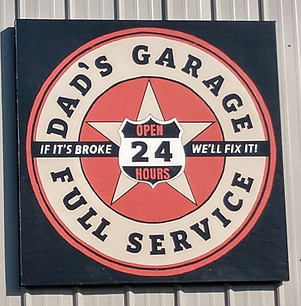 DAD'S GARAGE
OPEN
IF IT'S BROKE 24 WE'LL FIX IT!
HOURS
FULL SERVICE